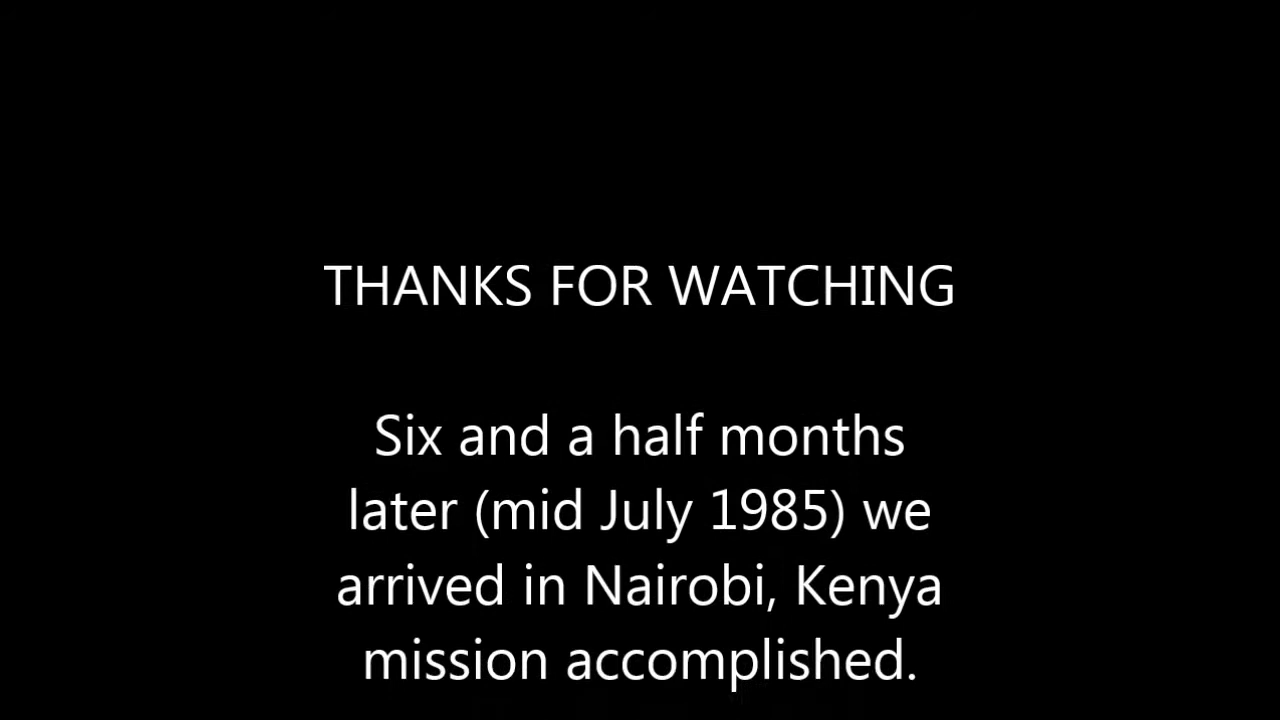 THANKS FOR WATCHING
Six and a half months
later (mid July 1985) we
arrived in Nairobi, Kenya
mission accomplished.